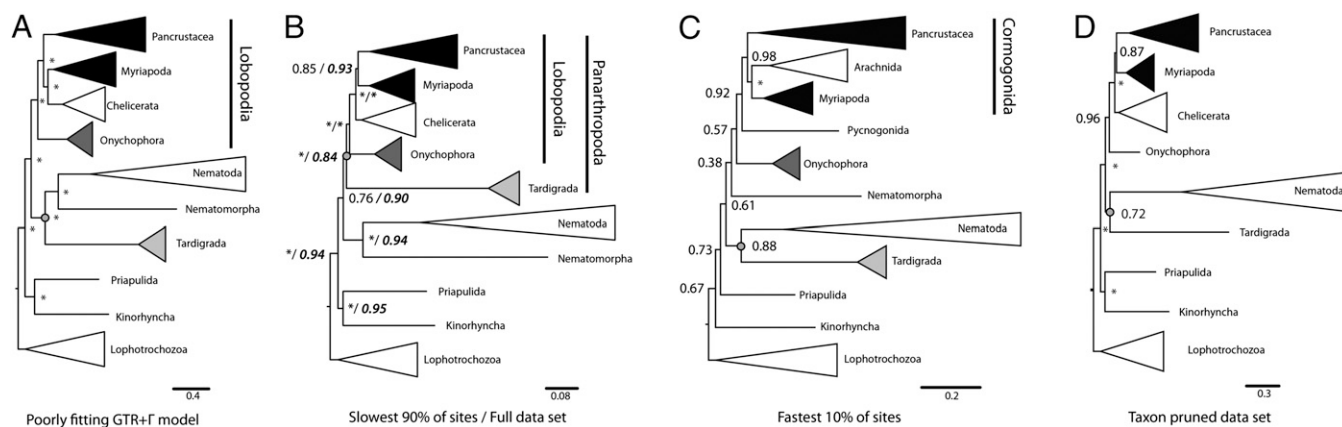 A
Pancrustacea
*
Myriapoda
*
*
Chelicerata
*
Onychophora
Lobopodia
*
Nematoda
*
*
Nematomorpha
*
Tardigrada
Priapulida
*
Kinorhyncha
Lophotrochozoa
0.4
Poorly fitting GTR+Γ model
B
Pancrustacea
0.85 / 0.93
Myriapoda
*/*
Chelicerata
*/*
Onychophora
*/ 0.84
Lobopodia
Panarthropoda
Tardigrada
0.76 / 0.90
Nematoda
*/ 0.94
Nematomorpha
*/ 0.94
Priapulida
*/ 0.95
Kinorhyncha
Lophotrochozoa
0.08
Slowest 90% of sites / Full data set
C
Pancrustacea
0.98
Arachnida
*
Myriapoda
0.92
Cormogonida
0.57
Pycnogonida
0.38
Onychophora
Nematomorpha
0.61
Nematoda
0.73
0.88
Tardigrada
0.67
Priapulida
Kinorhyncha
Lophotrochozoa
0.2
Fastest 10% of sites
D
Pancrustacea
0.87
Myriapoda
*
Chelicerata
0.96
Onychophora
*
Nematoda
0.72
*
Tardigrada
Priapulida
*
Kinorhyncha
Lophotrochozoa
0.3
Taxon pruned data set